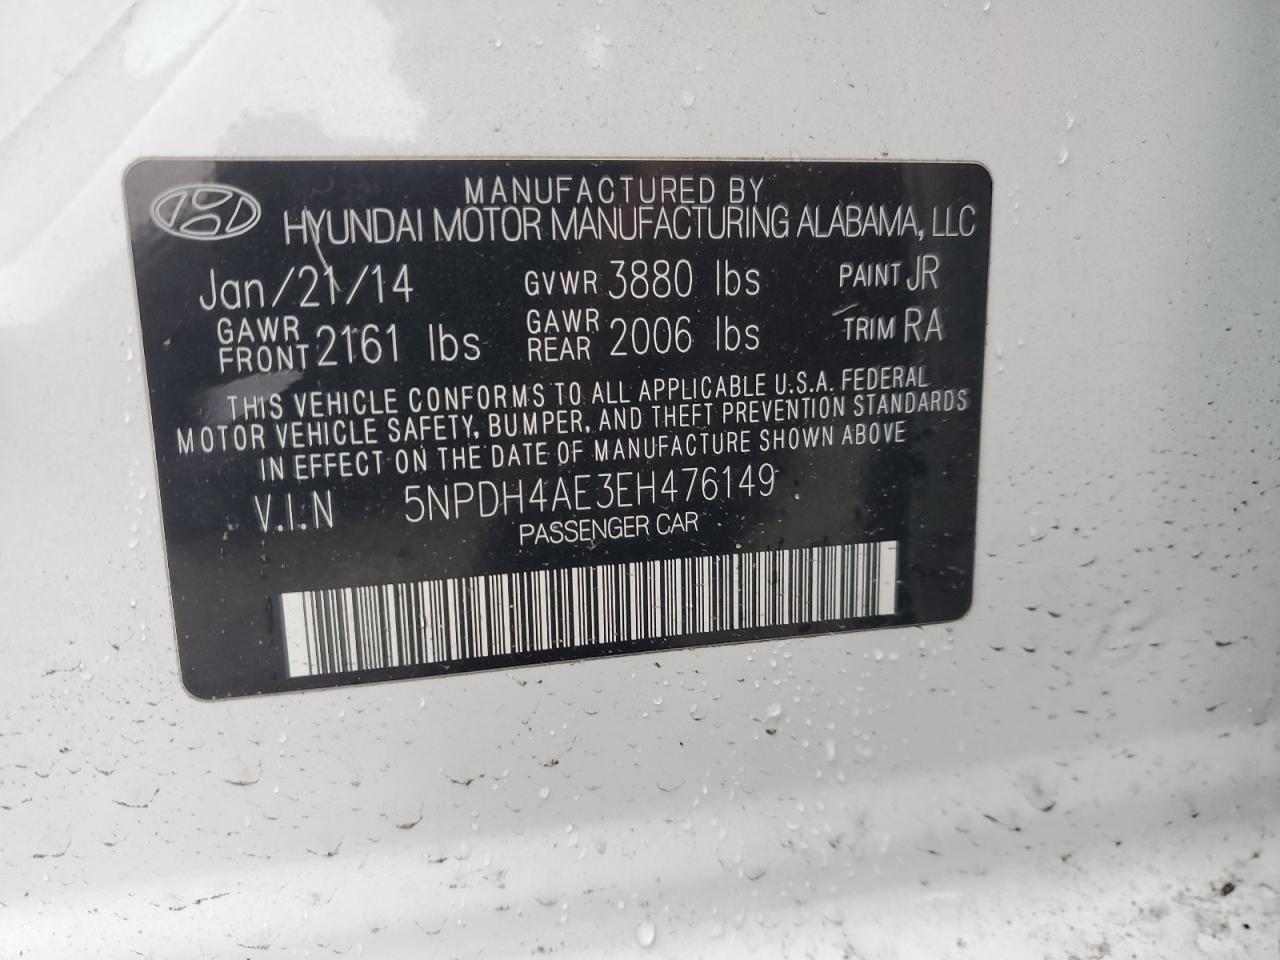 MANUFACTURED BY
HYUNDAI MOTOR MANUFACTURING ALABAMA, LLC
Jan/21/14 GVWR 3880 lbs PAINT JR
GAWR FRONT 2161 lbs GAWR REAR 2006 lbs TRIM RA
THIS VEHICLE CONFORMS TO ALL APPLICABLE U.S.A. FEDERAL
MOTOR VEHICLE SAFETY, BUMPER, AND THEFT PREVENTION STANDARDS
IN EFFECT ON THE DATE OF MANUFACTURE SHOWN ABOVE
V.I.N 5NPDH4AE3EH476149
PASSENGER CAR